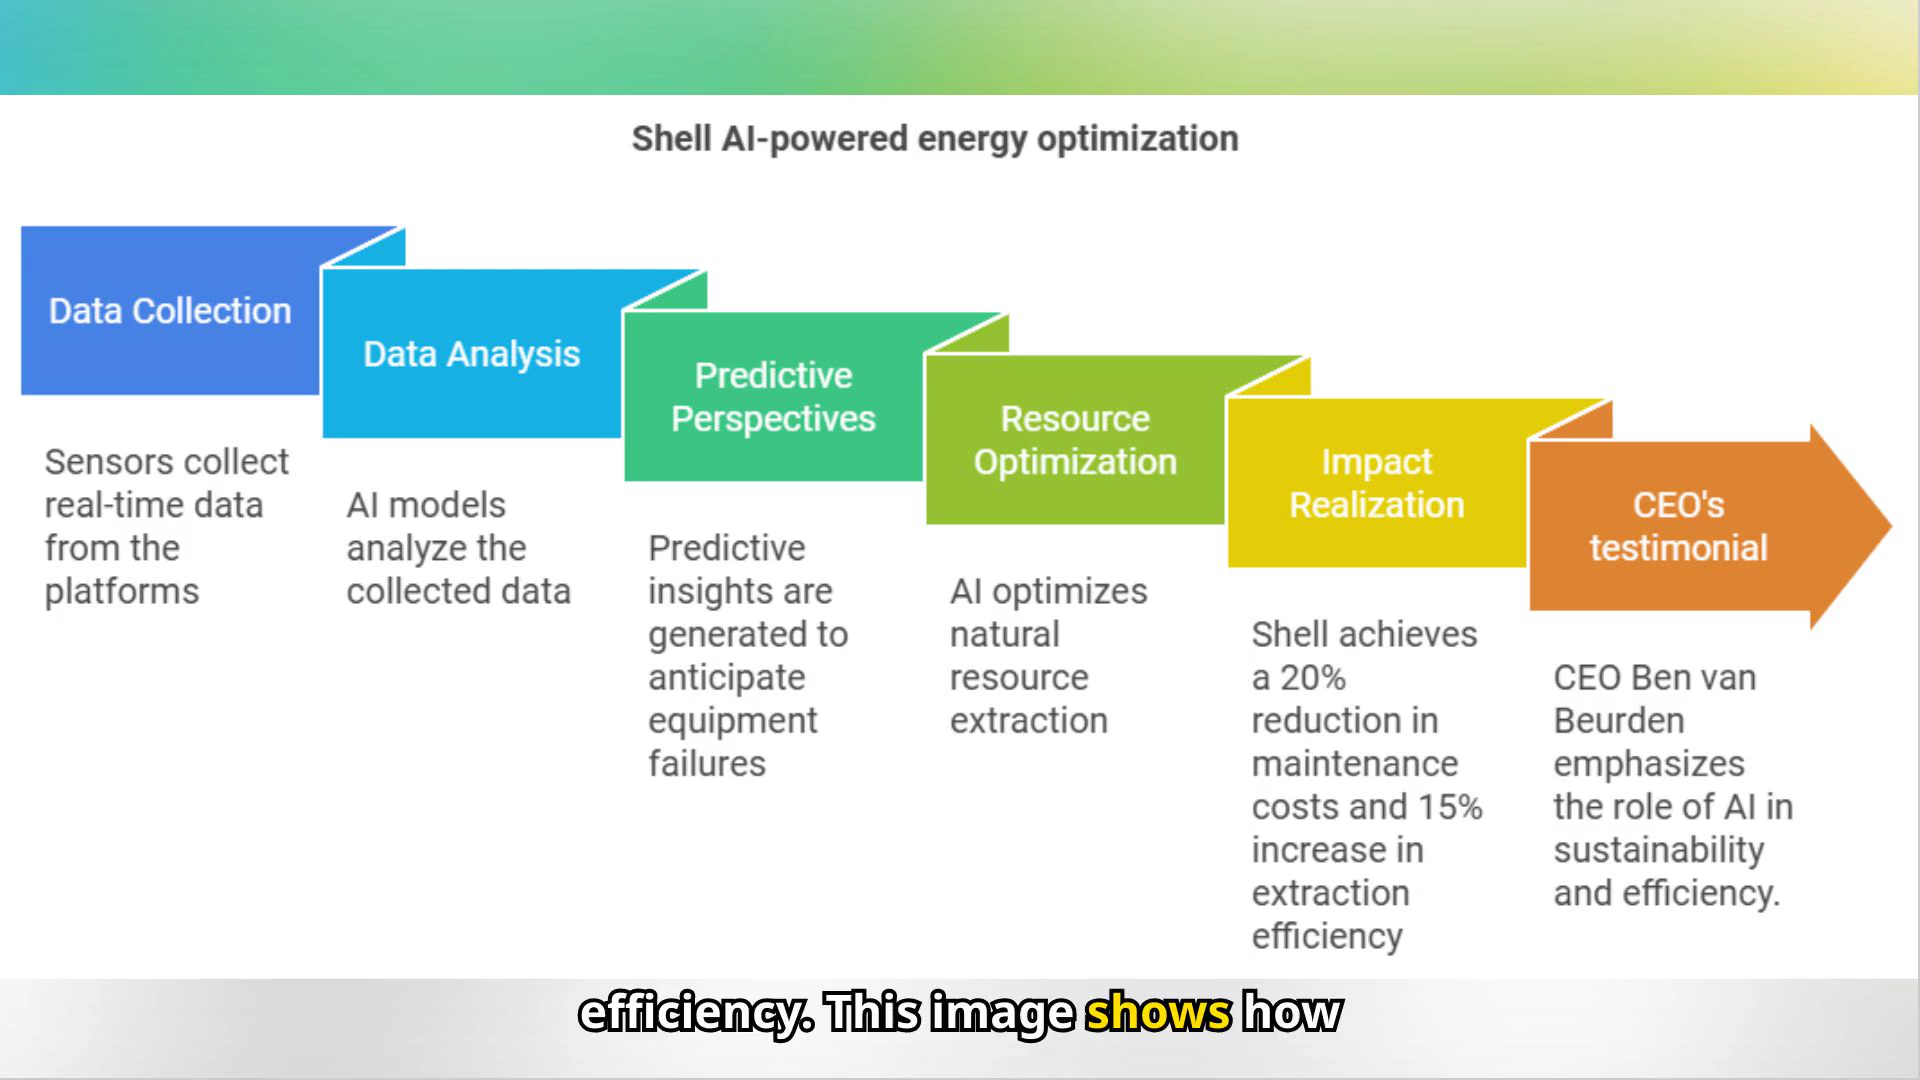 Shell AI-powered energy optimization
Data Collection
Sensors collect
real-time data
from the
platforms
Data Analysis
AI models
analyze the
collected data
Predictive
Perspectives
Predictive
insights are
generated to
anticipate
equipment
failures
Resource
Optimization
AI optimizes
natural
resource
extraction
Impact
Realization
Shell achieves
a 20%
reduction in
maintenance
costs and 15%
increase in
extraction
efficiency
CEO's
testimonial
CEO Ben van
Beurden
emphasizes
the role of AI in
sustainability
and efficiency.
efficiency. This image shows how